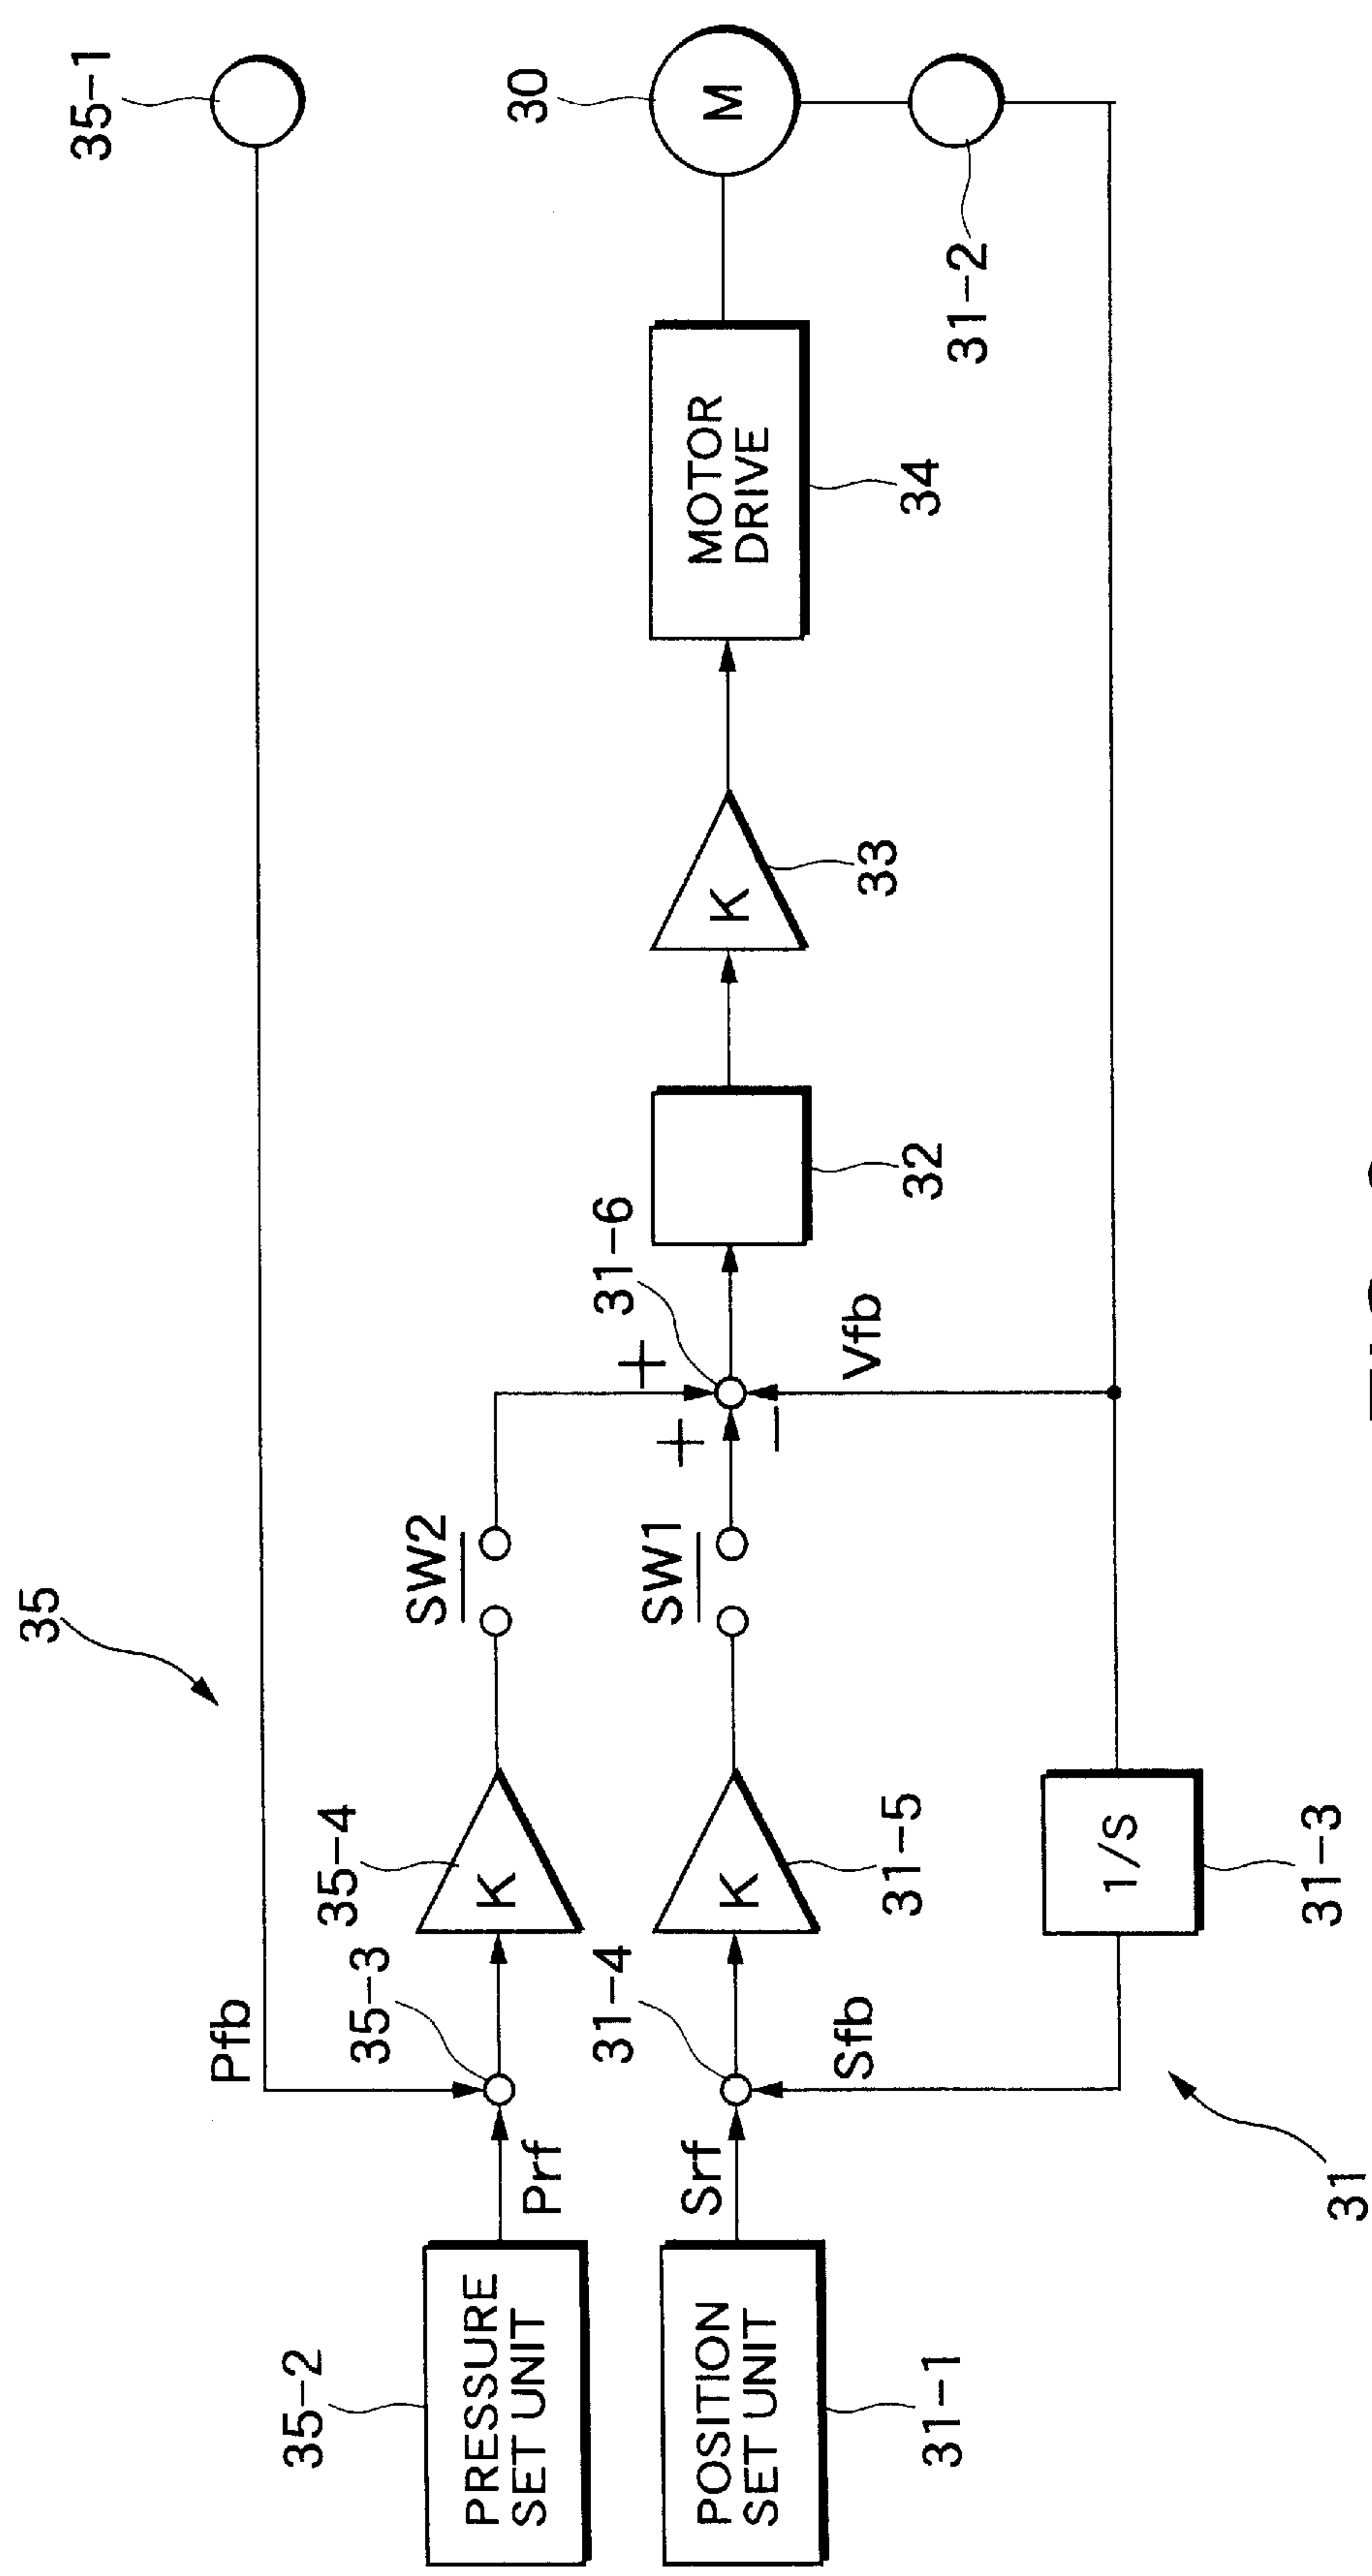 35
35-1
Pfb
35-2
PRESSURE
SET UNIT
Prf
35-3
35-4
K
SW2
+
31-1
POSITION
SET UNIT
Srf
31-4
Sfb
31-5
K
SW1
+
−
31-6
Vfb
32
33
K
34
MOTOR
DRIVE
30
M
31-2
31-3
1/S
31